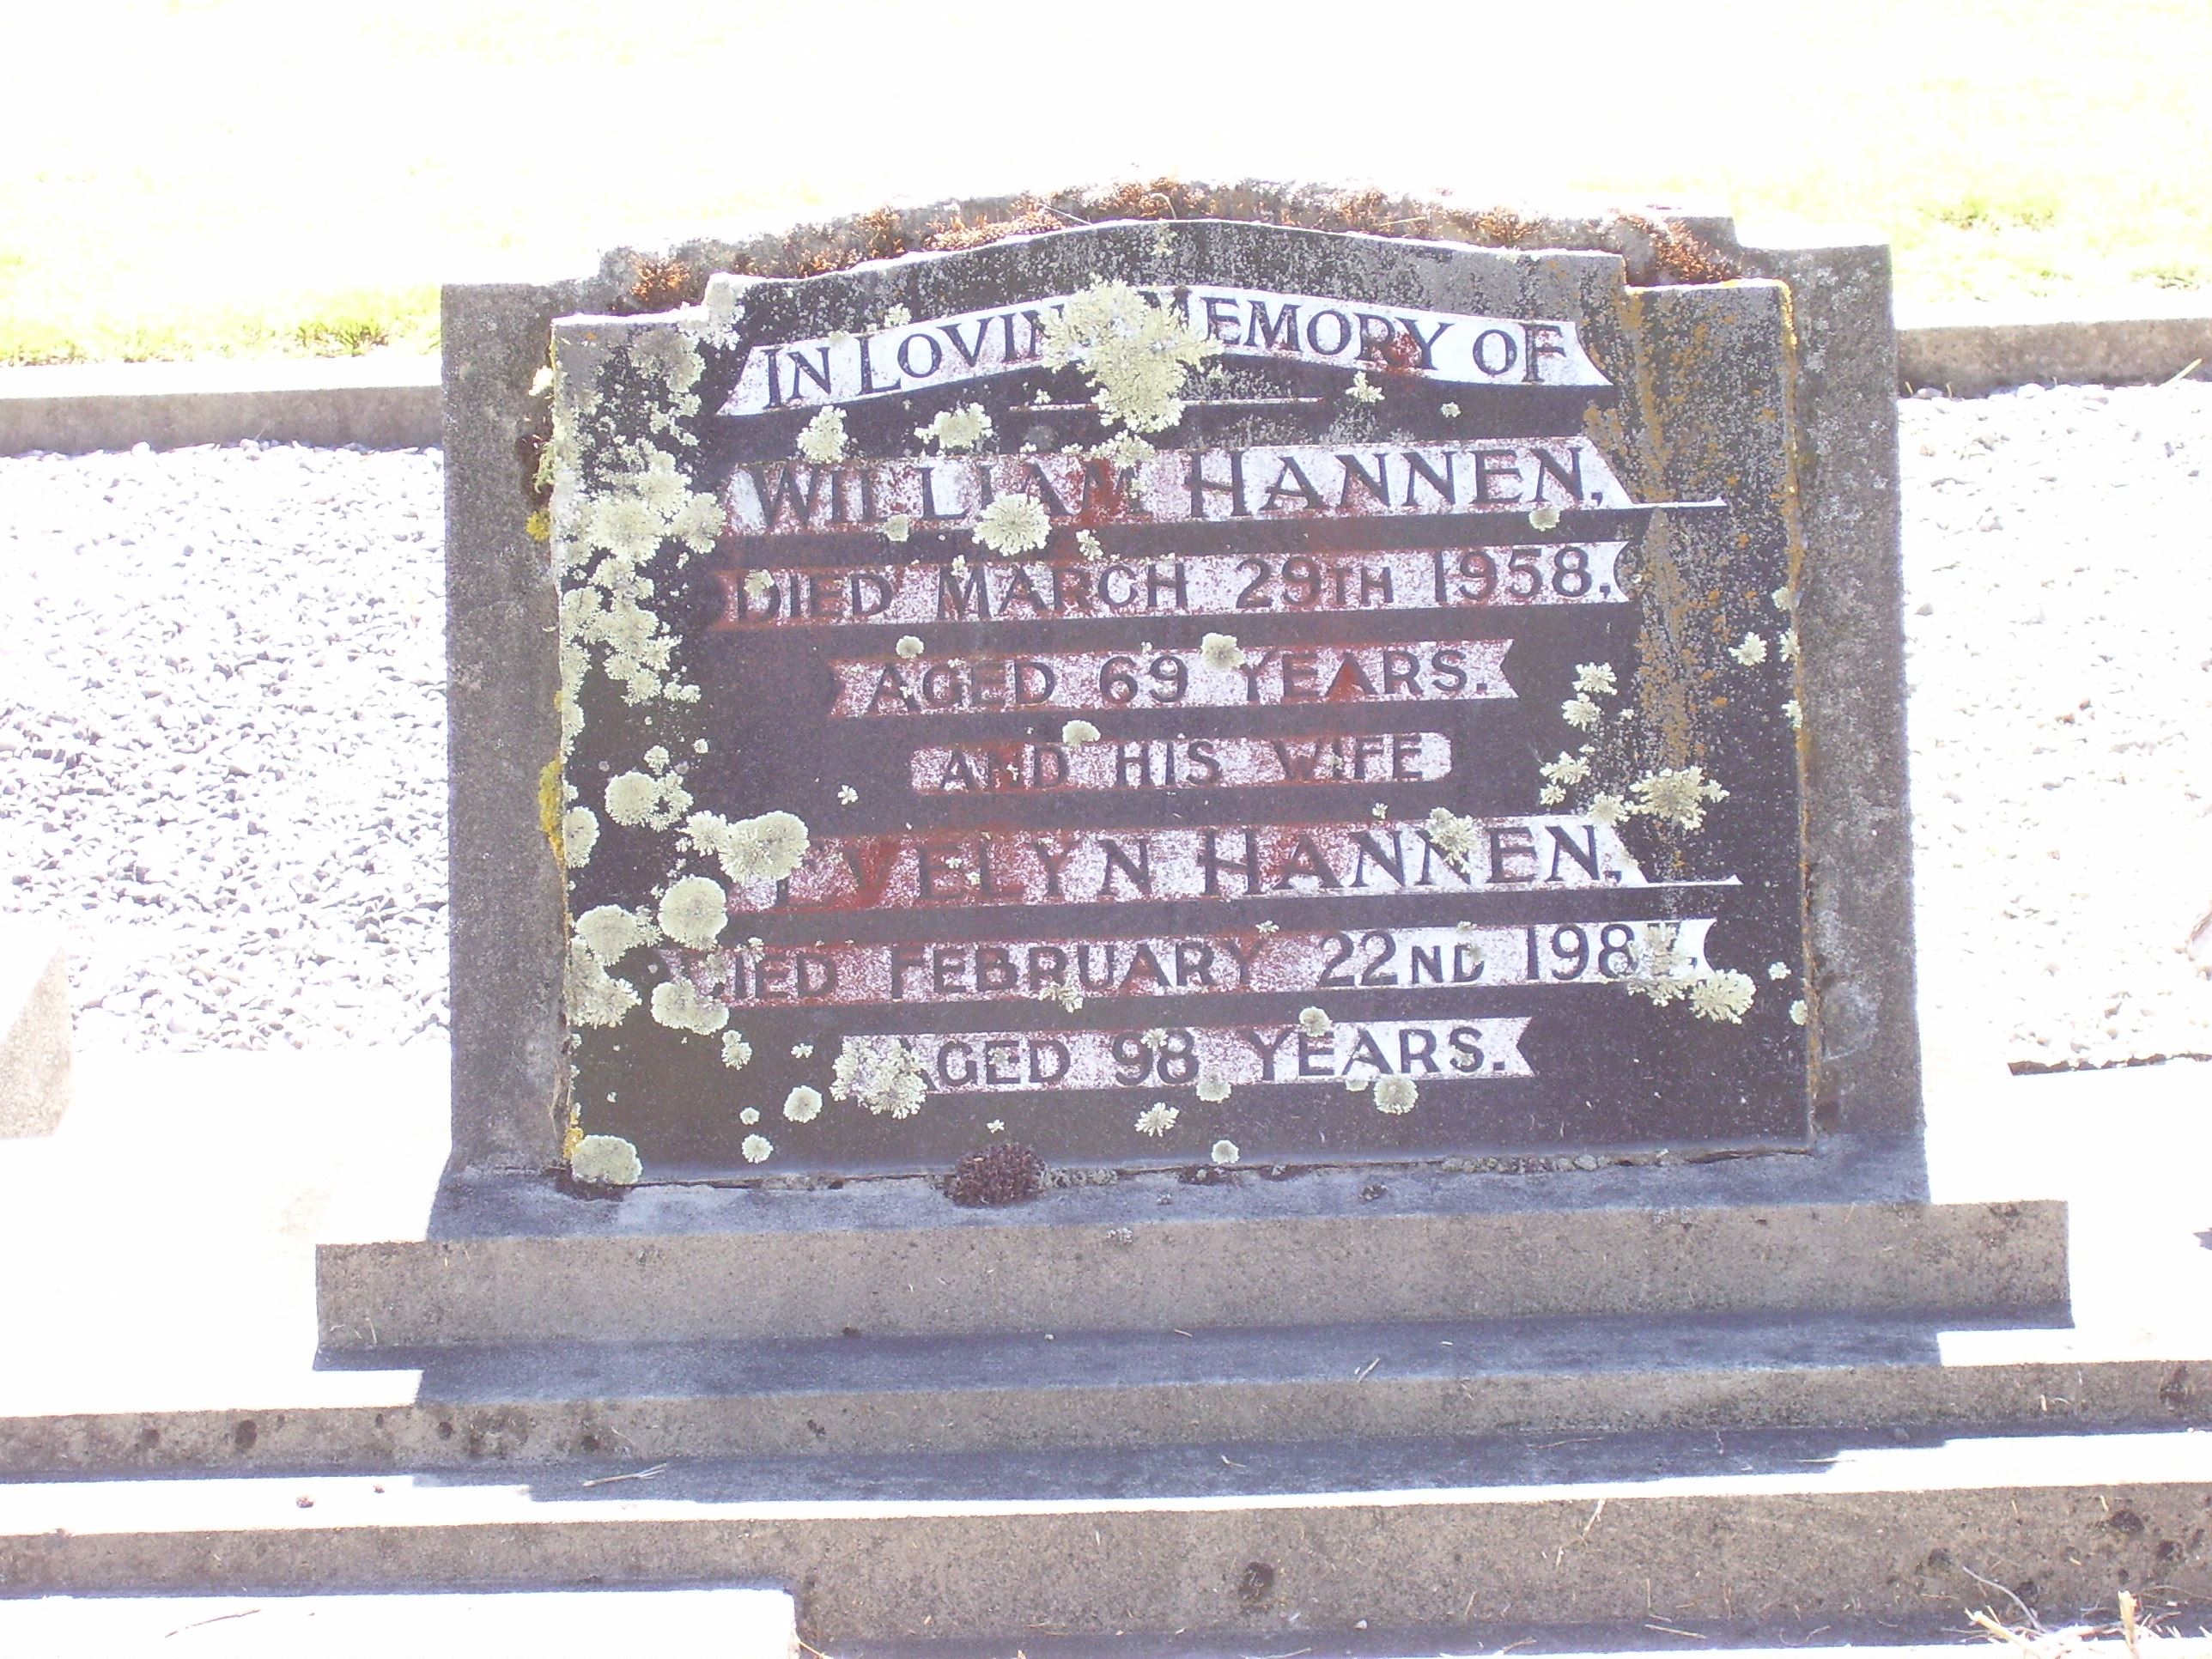 IN LOVING MEMORY OF
WILLIAM HANNEN,
DIED MARCH 29TH 1958,
AGED 69 YEARS.
AND HIS WIFE
EVELYN HANNEN,
DIED FEBRUARY 22ND
AGED 98 YEARS.